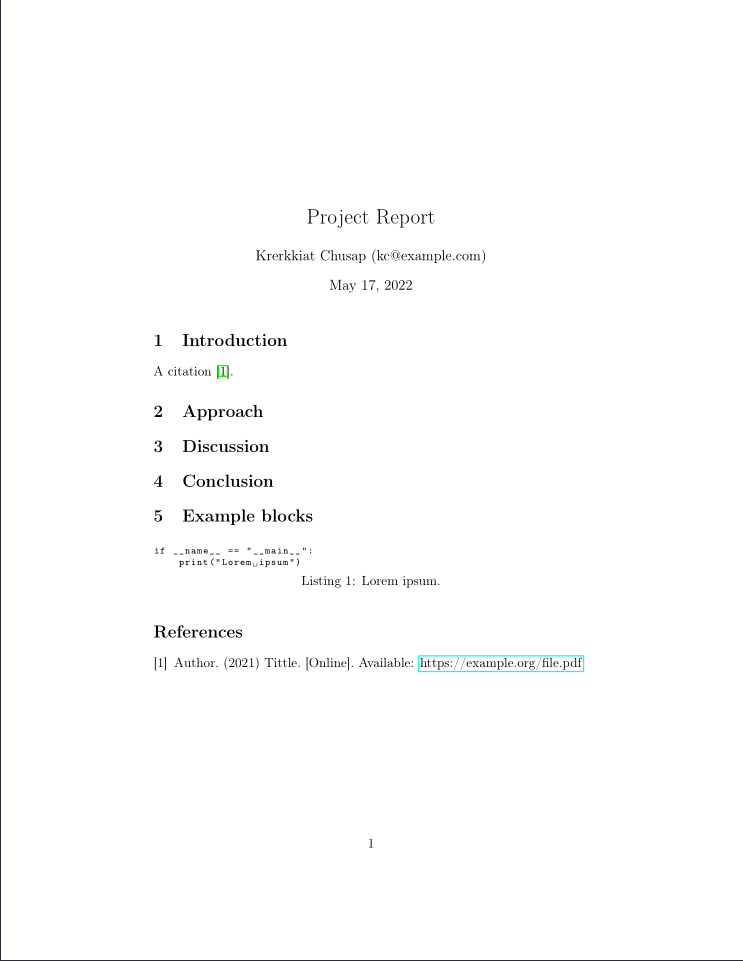 Project Report
Krerkkiat Chusap (kc@example.com)
May 17, 2022
1 Introduction
A citation [1].
2 Approach
3 Discussion
4 Conclusion
5 Example blocks
if __name__ == "__main__":
    print("Lorem␣ipsum")
Listing 1: Lorem ipsum.
References
[1] Author. (2021) Tittle. [Online]. Available: https://example.org/file.pdf
1